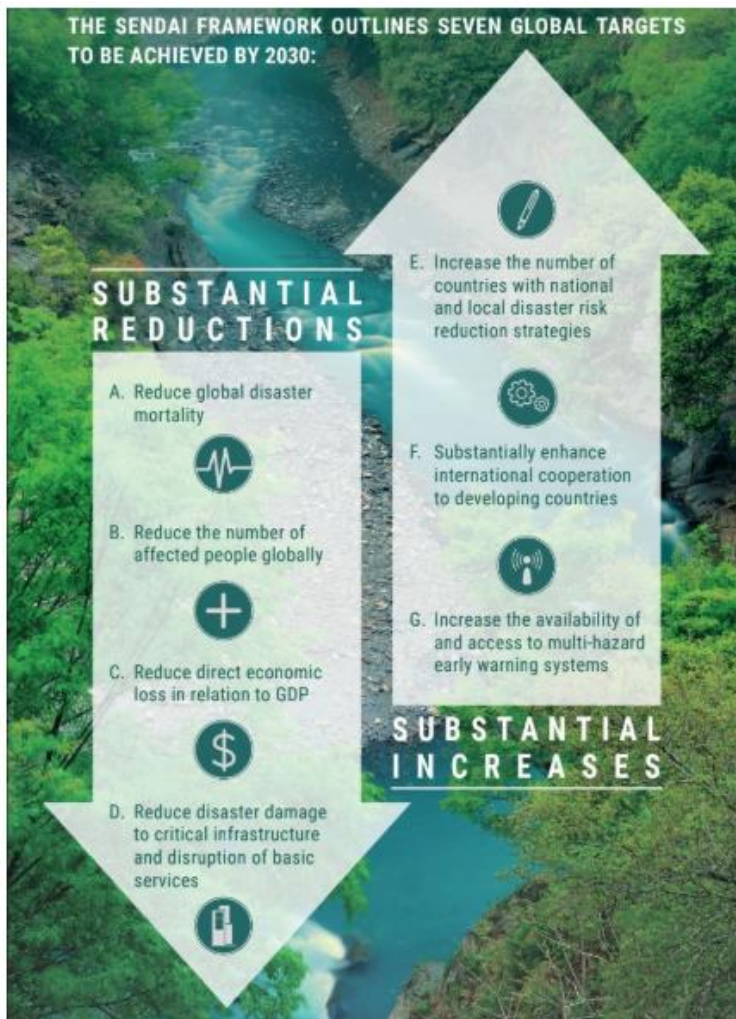 THE SENDAI FRAMEWORK OUTLINES SEVEN GLOBAL TARGETS
TO BE ACHIEVED BY 2030:
SUBSTANTIAL
REDUCTIONS
A. Reduce global disaster
mortality
B. Reduce the number of
affected people globally
C. Reduce direct economic
loss in relation to GDP
$
D. Reduce disaster damage
to critical infrastructure
and disruption of basic
services
E. Increase the number of
countries with national
and local disaster risk
reduction strategies
F. Substantially enhance
international cooperation
to developing countries
G. Increase the availability of
and access to multi-hazard
early warning systems
SUBSTANTIAL
INCREASES